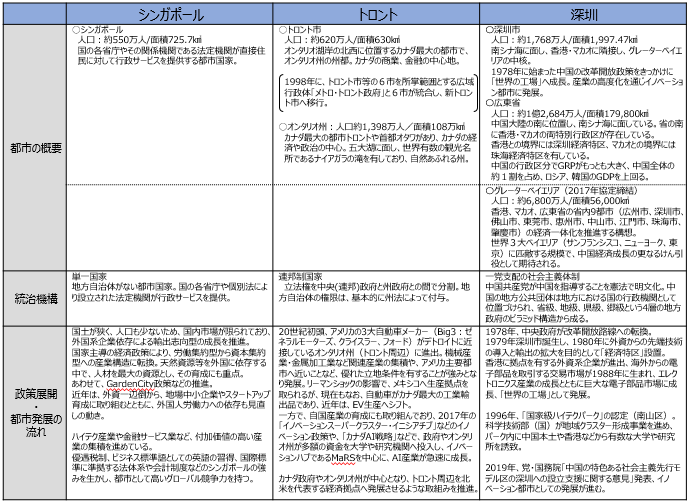 シンガポール
トロント
深圳
都市の概要
○シンガポール
人口：約550万人/面積725.7㎢
国の各省庁やその関係機関である法定機関が直接住
民に対して行政サービスを提供する都市国家。
○トロント市
人口：約620万人/面積630㎢
オンタリオ湖岸の北西に位置するカナダ最大の都市で、
オンタリオ州の州都。カナダの商業、金融の中心地。
1998年に、トロント市等の６市を所掌範囲とする広域
行政体「メトロ・トロント政府」と６市が統合し、新トロ
ント市へ移行。
○オンタリオ州：人口約1,398万人／面積108万㎢
カナダ最大の都市トロントや首都オタワがあり、カナダの経
済や政治の中心。五大湖に面し、世界有数の観光名
所であるナイアガラの滝を有しており、自然あふれる州。
○深圳市
人口：約1,768万人／面積1,997.47㎢
南シナ海に面し、香港・マカオに隣接し、グレーターベイエリア
の中核。
1978年に始まった中国の改革開放政策をきっかけに
「世界の工場」へ成長。産業の高度化を通じイノベーショ
ン都市に発展。
○広東省
人口：約1億2,684万人／面積179,800㎢
中国大陸の南に位置し、南シナ海に面している。省の南
に香港・マカオの両特別行政区が存在している。
香港との境界には深圳経済特区、マカオとの境界には
珠海経済特区を有している。
中国の行政区分でGRPがもっとも大きく、中国全体の
約１割を占め、ロシア、韓国のGDPを上回る。
○グレーターベイエリア（2017年協定締結）
人口：約6,800万人／面積56,000㎢
香港、マカオ、広東省の省内9都市（広州市、深圳市、
佛山市、東莞市、恵州市、中山市、江門市、珠海市、
肇慶市）の経済一体化を推進する構想。
世界３大ベイエリア（サンフランシスコ、ニューヨーク、東
京）に匹敵する規模で、中国経済成長の更なるけん引
役として期待される。
統治機構
単一国家
地方自治体がない都市国家。国の各省庁や個別法によ
り設立された法定機関が行政サービスを提供。
連邦制国家
立法権を中央(連邦)政府と州政府との間で分割。地
方自治体の権限は、基本的に州法によって付与。
一党支配の社会主義体制
中国共産党が中国を指導することを憲法で明文化。中
国の地方公共団体は地方における国の行政機関として
位置づけられ、省級、地級、県級、郷級という4層の地方
政府のピラミッド構造から成る。
政策展開
・
都市発展の
流れ
国土が狭く、人口も少ないため、国内市場が限られており、
外国系企業依存による輸出志向型の成長を推進。
国家主導の経済政策により、労働集約型から資本集約
型への産業構造に転換。天然資源等を外国に依存する
中で、人材を最大の資源とし、その育成にも重点。
あわせて、GardenCity政策などの推進。
近年は、外資一辺倒から、地場中小企業やスタートアップ
育成に取り組むとともに、外国人労働力への依存も見直
しの動き。
ハイテク産業や金融サービス業など、付加価値の高い産
業の集積を進めている。
優遇税制、ビジネス標準語としての英語の習得、国際標
準に準拠する法体系や会計制度などのシンガポールの強
みを生かし、都市として高いグローバル競争力を持つ。
20世紀初頭、アメリカの3大自動車メーカー（Big3：ゼ
ネラルモーターズ、クライスラー、フォード）がデトロイトに近
接しているオンタリオ州（トロント周辺）に進出。機械産
業・金属加工業など関連産業の集積や、アメリカ主要都
市へ近いことなど、優れた立地条件を有することが強みとな
り発展。リーマンショックの影響で、メキシコへ生産拠点を
取られるが、現在もなお、自動車がカナダ最大の工業輸
出品であり、近年は、EV生産へシフト。
一方で、自国産業の育成にも取り組んでおり、2017年の
「イノベーションスーパークラスター・イニシアチブ」などのイノ
ベーション政策や、「カナダAI戦略」などで、政府やオンタリ
オ州が多額の資金を大学や研究機関へ投入し、イノベー
ションハブであるMaRSを中心に、AI産業が急速に成長。
カナダ政府やオンタリオ州が中心となり、トロント周辺を北
米を代表する経済拠点へ発展させるような取組みを推進。
1978年、中央政府が改革開放路線への転換。
1979年深圳市誕生し、1980年に外資からの先端技術
の導入と輸出の拡大を目的として「経済特区」設置。
香港に拠点を有する外資系企業が進出。海外からの電
子部品を取引する交易市場が1988年に生まれ、エレク
トロニクス産業の成長とともに巨大な電子部品市場に成
長、「世界の工場」として発展。
1996年、「国家級ハイテクパーク」の認定（南山区）。
科学技術部（国）が地域クラスター形成事業を進め、
パーク内に中国本土や香港などから有数な大学や研究
所を誘致。
2019年、党・国務院「中国の特色ある社会主義先行モ
デル区の深圳への設立支援に関する意見」発表、イノ
ベーション都市としての発展が進む。